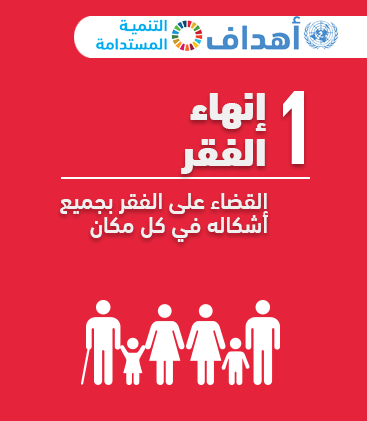 أهداف
التنمية
المستدامة
1
إنهاء
الفقر
القضاء على الفقر بجميع
أشكاله في كل مكان